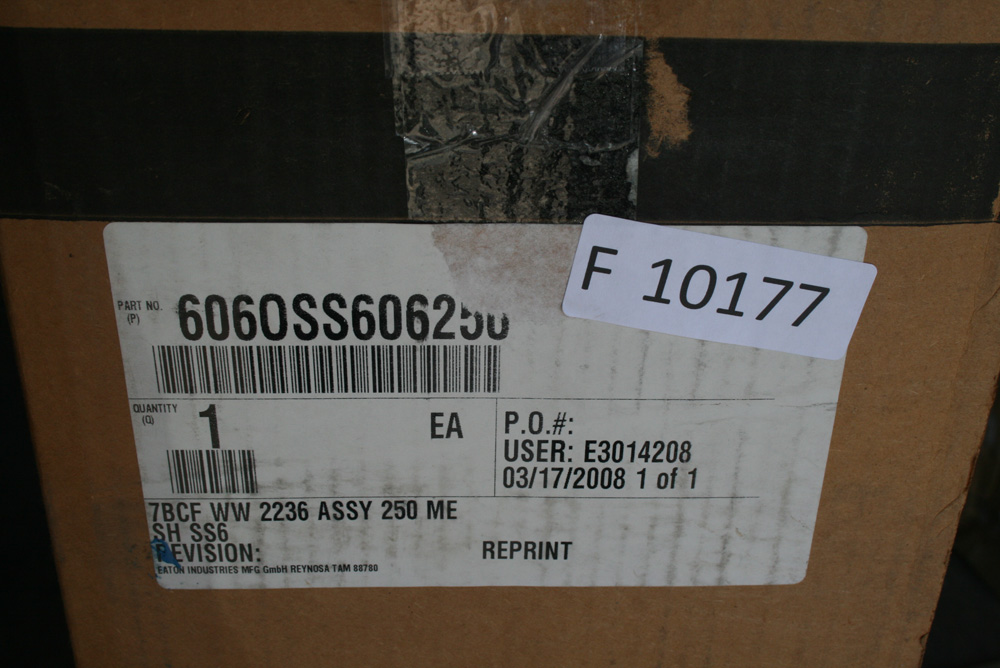 F 10177
PART NO.
(P)
6060SS606250
QUANTITY
(Q)
1
EA
P.O.#:
USER: E3014208
03/17/2008 1 of 1
7BCF WW 2236 ASSY 250 ME
SH SS6
REVISION:
REPRINT
EATON INDUSTRIES MFG GmbH REYNOSA TAM 88780